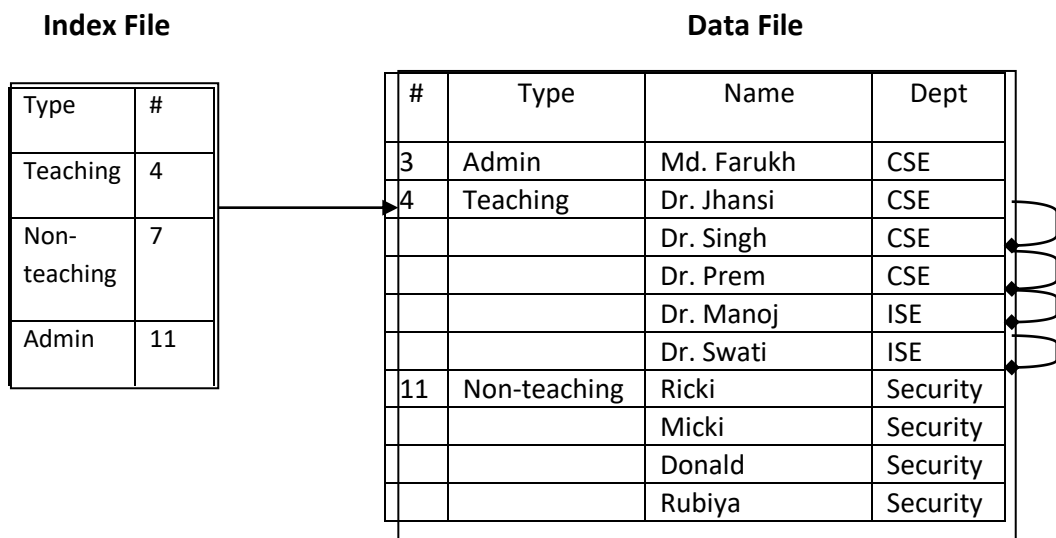 Index File
Data File
Type #
Teaching 4
Non-
teaching 7
Admin 11
# Type Name Dept
3 Admin Md. Farukh CSE
4 Teaching Dr. Jhansi CSE
Dr. Singh CSE
Dr. Prem CSE
Dr. Manoj ISE
Dr. Swati ISE
11 Non-teaching Ricki Security
Micki Security
Donald Security
Rubiya Security